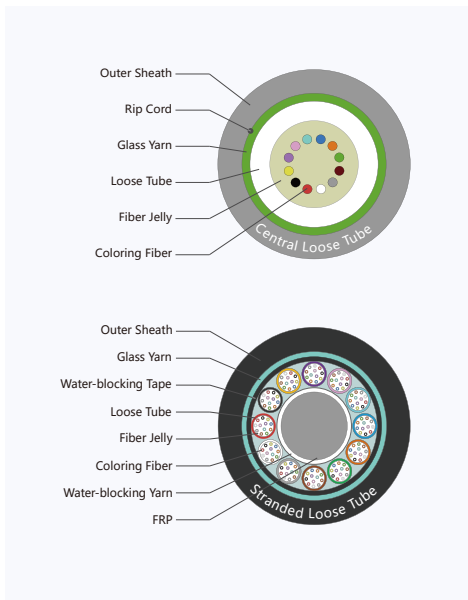 Outer Sheath
Rip Cord
Glass Yarn
Loose Tube
Fiber Jelly
Coloring Fiber
Central Loose Tube
Outer Sheath
Glass Yarn
Water-blocking Tape
Loose Tube
Fiber Jelly
Coloring Fiber
Water-blocking Yarn
FRP
Stranded Loose Tube